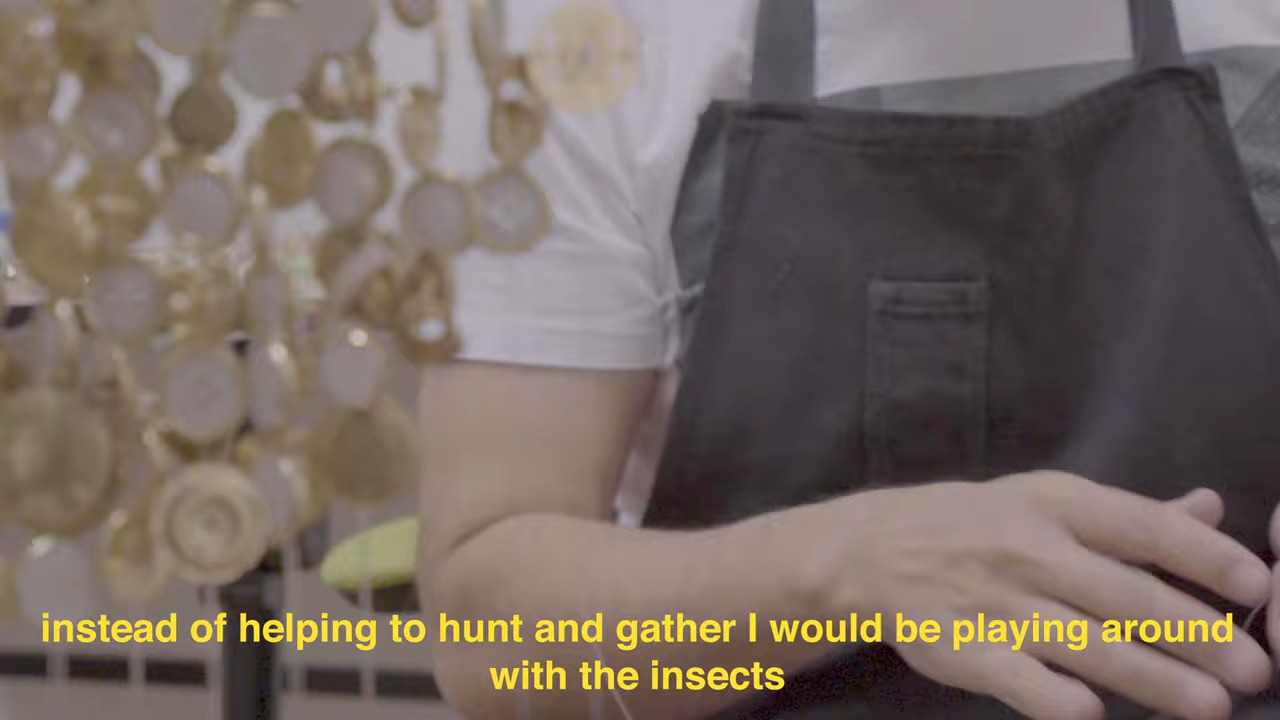 instead of helping to hunt and gather I would be playing around
with the insects